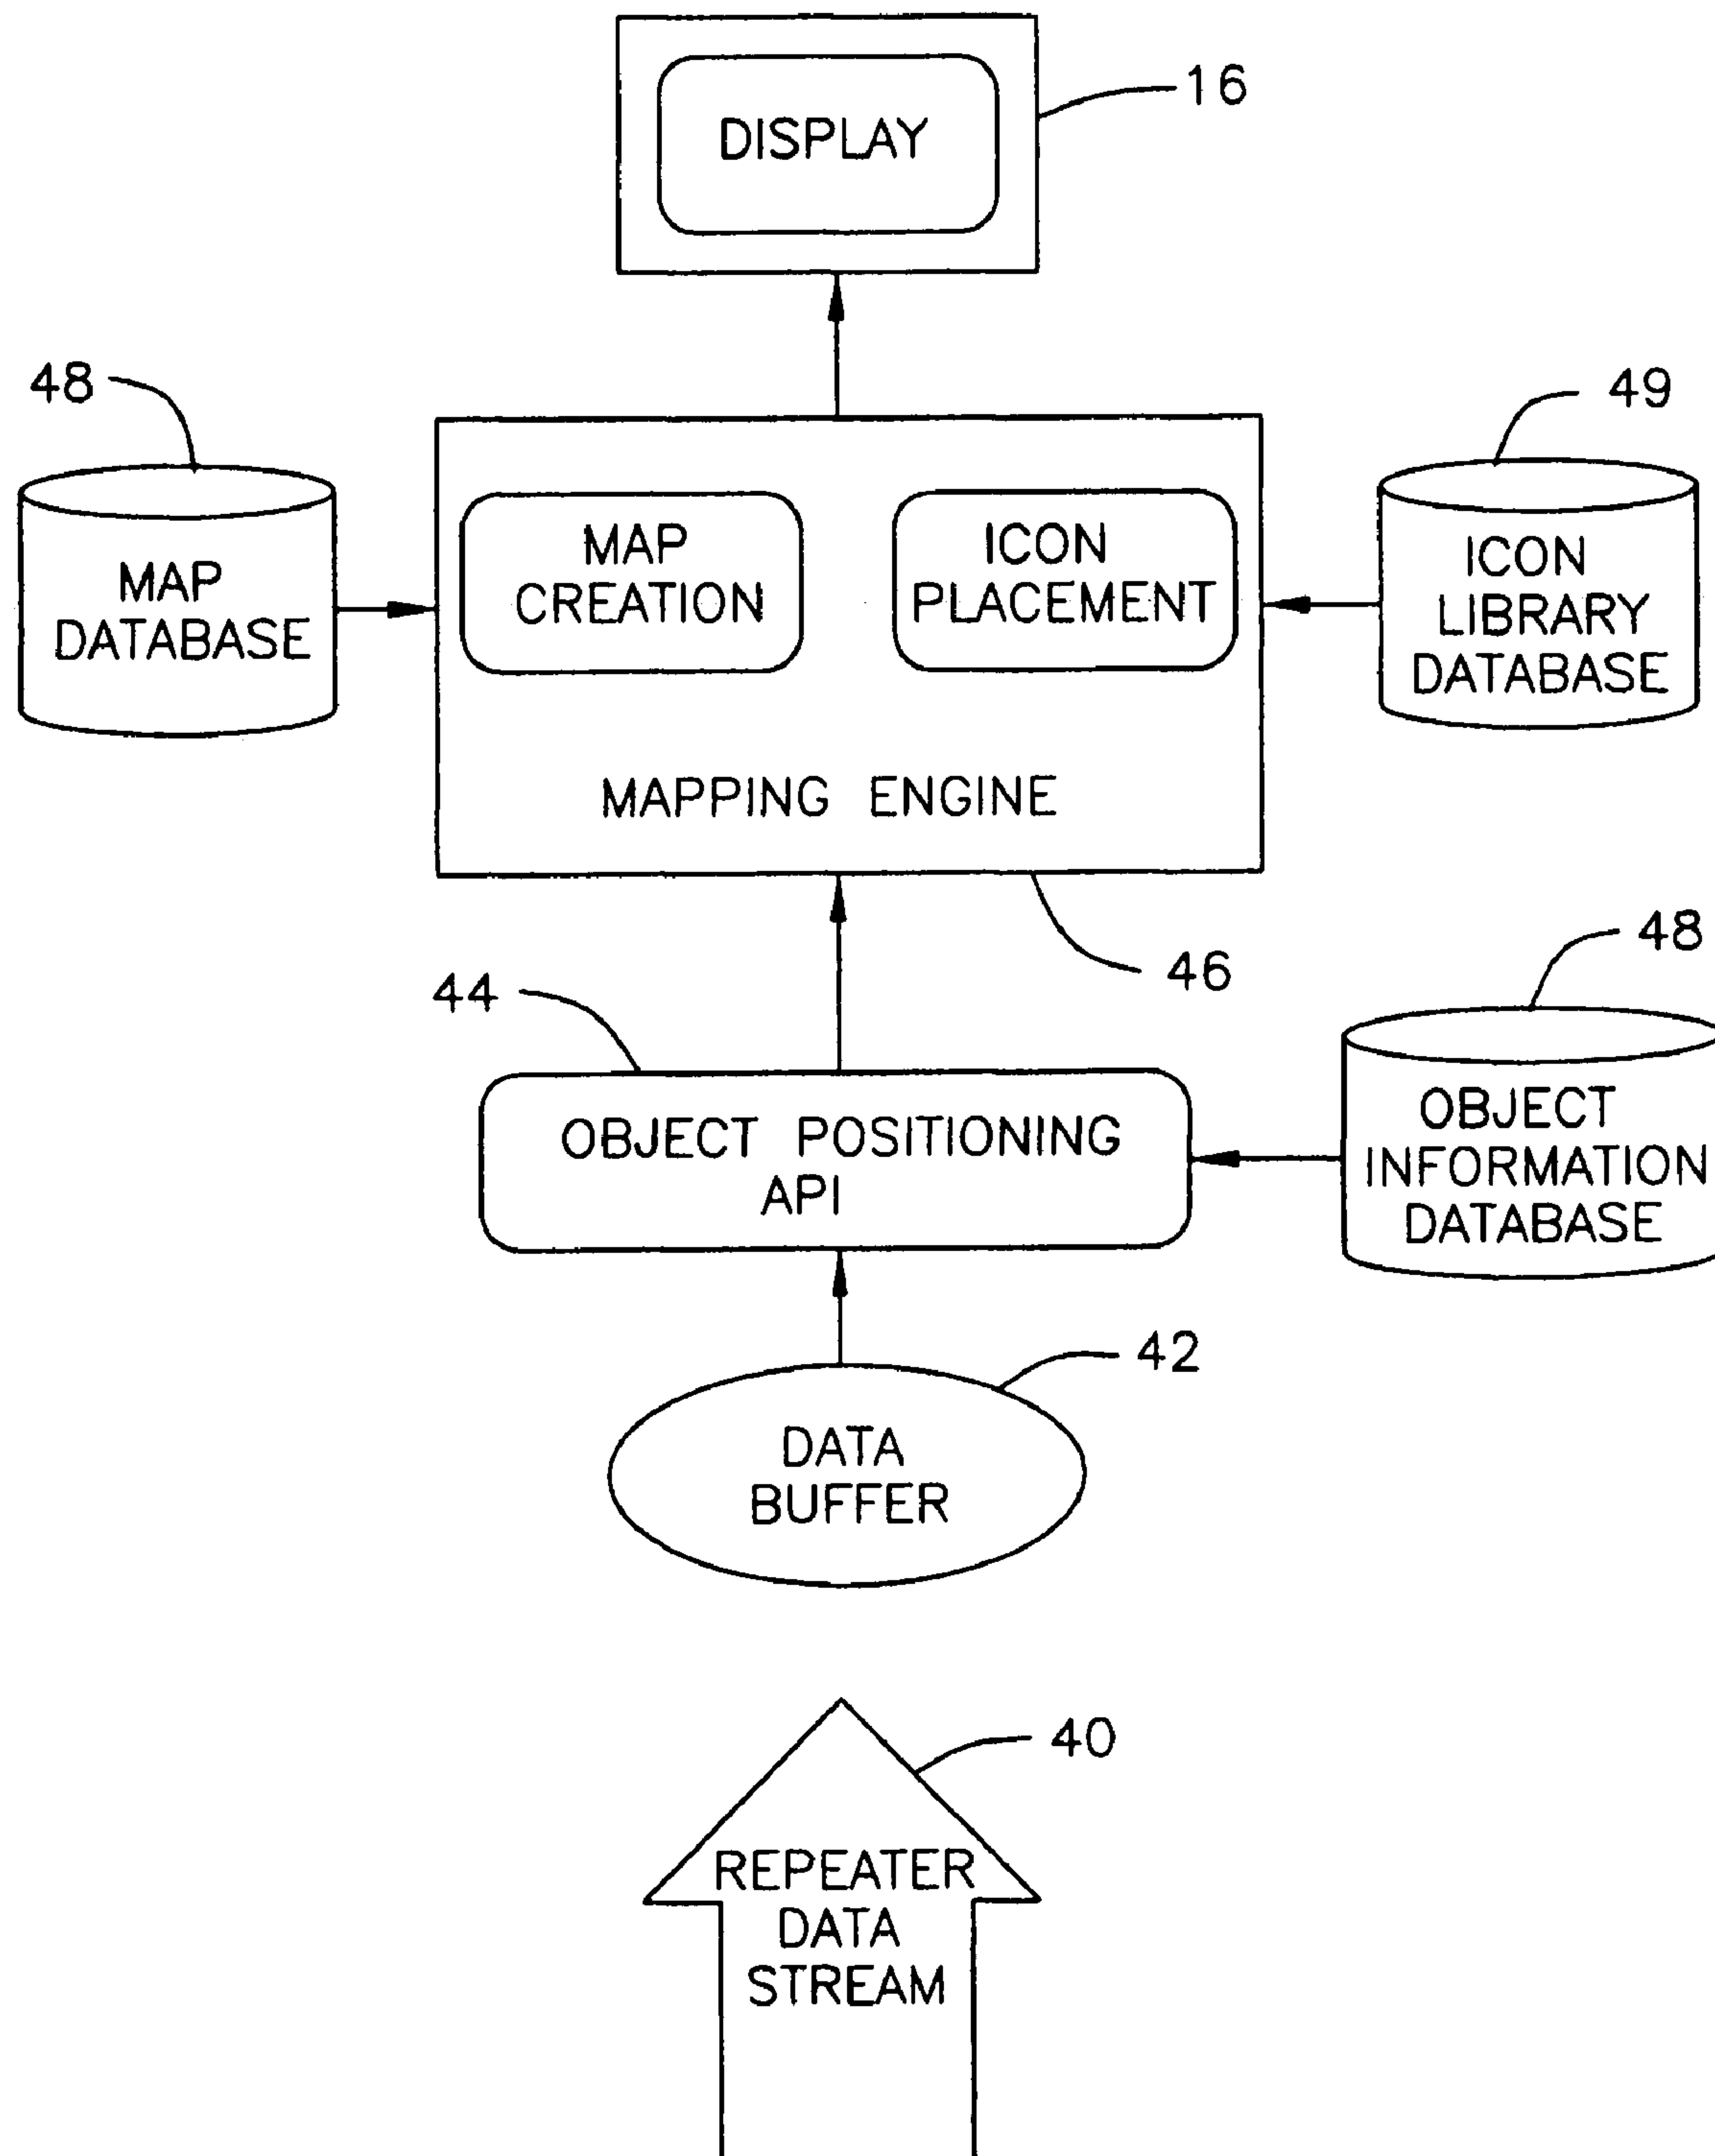 16
DISPLAY
48
49
MAP
DATABASE
MAP
CREATION
ICON
PLACEMENT
ICON
LIBRARY
DATABASE
MAPPING ENGINE
46
44
48
OBJECT POSITIONING
API
OBJECT
INFORMATION
DATABASE
42
DATA
BUFFER
40
REPEATER
DATA
STREAM